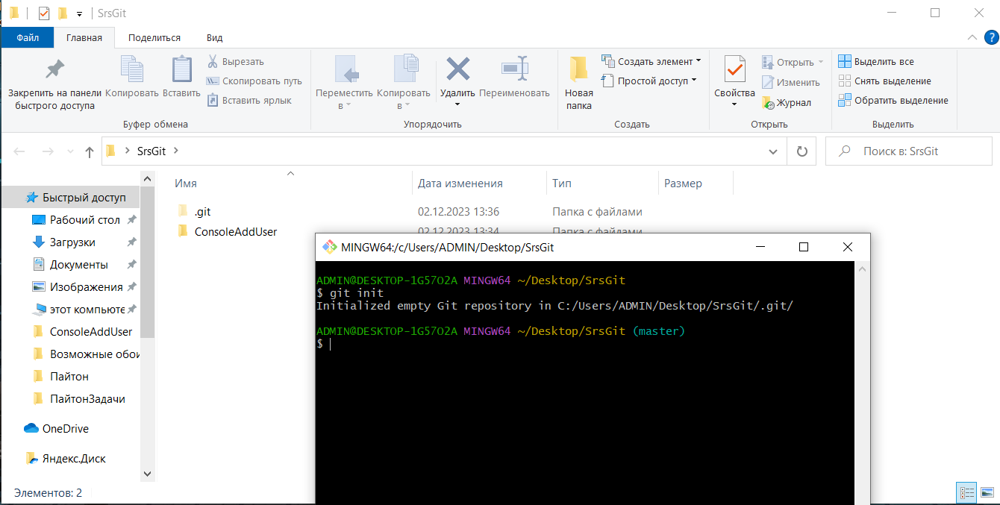 SrsGit
Файл Главная Поделиться Вид
Закрепить на панели быстрого доступа
Копировать
Вставить
Вырезать
Скопировать путь
Вставить ярлык
Буфер обмена
Переместить в
Копировать в
Удалить
Переименовать
Упорядочить
Новая папка
Создать элемент
Простой доступ
Создать
Свойства
Открыть
Изменить
Журнал
Открыть
Выделить все
Снять выделение
Обратить выделение
Выделить
SrsGit
Поиск в: SrsGit
Имя Дата изменения Тип Размер
.git 02.12.2023 13:36 Папка с файлами
ConsoleAddUser 02.12.2023 13:34 Папка с файлами
Быстрый доступ
Рабочий стол
Загрузки
Документы
Изображения
этот компьюте
ConsoleAddUser
Возможные обои
Пайтон
ПайтонЗадачи
OneDrive
Яндекс.Диск
Элементов: 2
MINGW64:/c/Users/ADMIN/Desktop/SrsGit
ADMIN@DESKTOP-1G57O2A MINGW64 ~/Desktop/SrsGit
$ git init
Initialized empty Git repository in C:/Users/ADMIN/Desktop/SrsGit/.git/
ADMIN@DESKTOP-1G57O2A MINGW64 ~/Desktop/SrsGit (master)
$